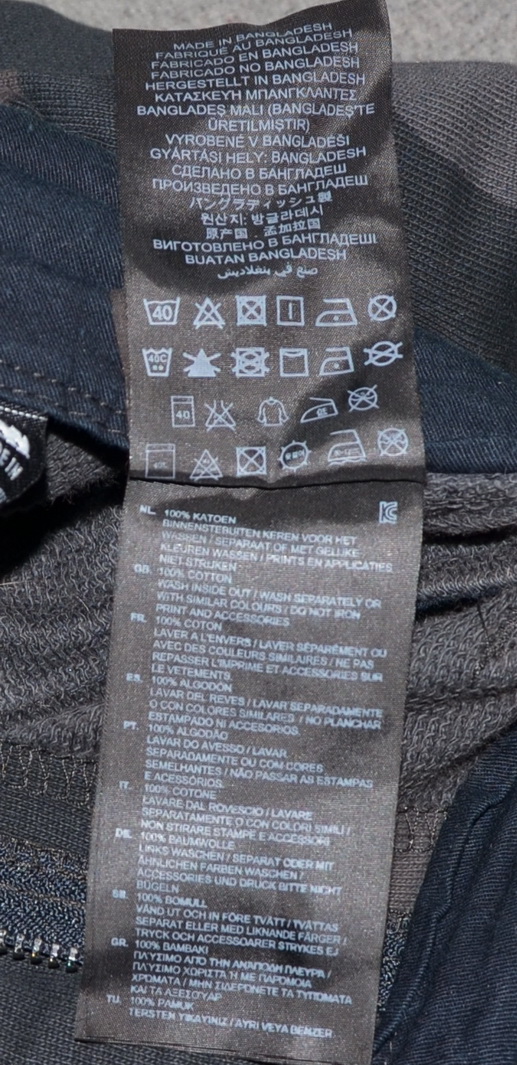 MADE IN BANGLADESH
FABRIQUÉ AU BANGLADESH
FABRICADO EN BANGLADESH
FABRICADO NO BANGLADESH
HERGESTELLT IN BANGLADESH
ΚΑΤΑΣΚΕΥΗ ΜΠΑΝΓΚΛΑΝΤΕΣ
BANGLADEŞ MALI (BANGLADEŞ'TE
ÜRETILMIŞTIR)
VYROBENÉ V BANGLADÉŠI
GYÁRTÁSI HELY: BANGLADESH
СДЕЛАНО В БАНГЛАДЕШ
ПРОИЗВЕДЕНО В БАНГЛАДЕШ
バングラディッシュ製
원산지: 방글라데시
原产国 . 孟加拉国
ВИГОТОВЛЕНО В БАНГЛАДЕШІ
BUATAN BANGLADESH
صنع في بنغلاديش
40
40C
40
NL. 100% KATOEN
BINNENSTEBUITEN KEREN VOOR HET
WASSEN / SEPARAAT OF MET GELIJKE
KLEUREN WASSEN / PRINTS EN APPLICATIES
NIET STRIJKEN
GB. 100% COTTON
WASH INSIDE OUT / WASH SEPARATELY OR
WITH SIMILAR COLOURS / DO NOT IRON
PRINT AND ACCESSORIES
FR. 100% COTON
LAVER A L'ENVERS / LAVER SÉPARÉMENT OU
AVEC DES COULEURS SIMILAIRES / NE PAS
REPASSER L'IMPRIME ET ACCESSORIES SUR
LE VETEMENTS
ES. 100% ALGODÓN
LAVAR DEL REVES / LAVAR SEPARADAMENTE
O CON COLORES SIMILARES / NO PLANCHAR
ESTAMPADO NI ACCESORIOS
PT. 100% ALGODÃO
LAVAR DO AVESSO / LAVAR
SEPARADAMENTE OU COM CORES
SEMELHANTES / NÃO PASSAR AS ESTAMPAS
E ACESSÓRIOS.
IT. 100% COTONE
LAVARE DAL ROVESCIO / LAVARE
SEPARATAMENTE O CON COLORI SIMILI /
NON STIRARE STAMPE E ACCESSORI
100% BAUMWOLLE
LINKS WASCHEN / SEPARAT ODER MIT
ÄHNLICHEN FARBEN WASCHEN /
ACCESSORIES UND DRUCK BITTE NICHT
BÜGELN
100% BOMULL
VÄND UT OCH IN FÖRE TVÄTT / TVÄTTAS
SEPARAT ELLER MED LIKNANDE FÄRGER /
TRYCK OCH ACCESSOARER STRYKES EJ
GR. 100% ΒΑΜΒΑΚΙ
ΠΛΥΣΙΜΟ ΑΠΟ ΤΗΝ ΑΝΑΠΟΔΗ ΠΛΕΥΡΑ /
ΠΛΥΣΙΜΟ ΧΩΡΙΣΤΑ Ή ΜΕ ΠΑΡΟΜΟΙΑ
ΧΡΩΜΑΤΑ / ΜΗΝ ΣΙΔΕΡΩΝΕΤΕ ΤΑ ΤΥΠΩΜΑΤΑ
ΚΑΙ ΤΑ ΑΞΕΣΟΥΑΡ
TU. 100% PAMUK
TERSTEN YIKAYINIZ / AYRI VEYA BENZER